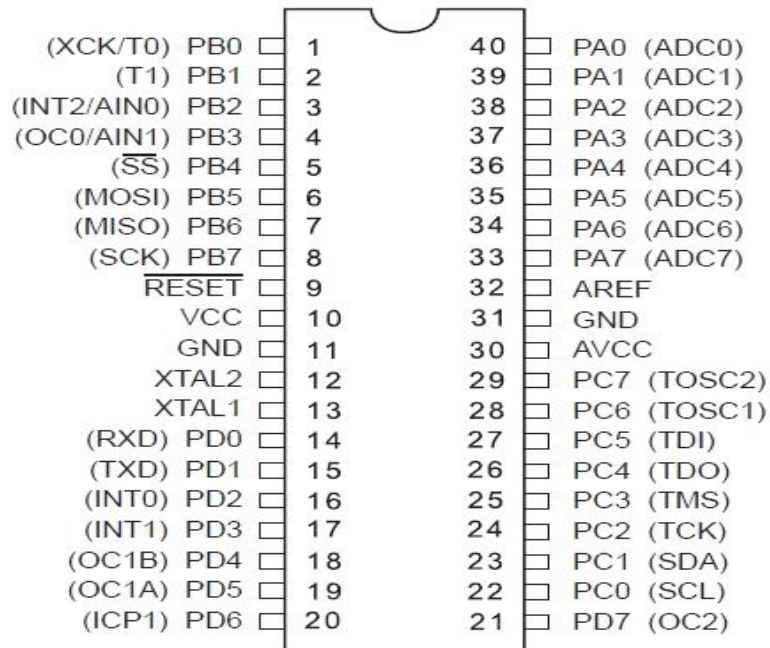 (XCK/T0) PB0 1 40 PA0 (ADC0)
(T1) PB1 2 39 PA1 (ADC1)
(INT2/AIN0) PB2 3 38 PA2 (ADC2)
(OC0/AIN1) PB3 4 37 PA3 (ADC3)
(S̅S̅) PB4 5 36 PA4 (ADC4)
(MOSI) PB5 6 35 PA5 (ADC5)
(MISO) PB6 7 34 PA6 (ADC6)
(SCK) PB7 8 33 PA7 (ADC7)
R̅E̅S̅E̅T̅ 9 32 AREF
VCC 10 31 GND
GND 11 30 AVCC
XTAL2 12 29 PC7 (TOSC2)
XTAL1 13 28 PC6 (TOSC1)
(RXD) PD0 14 27 PC5 (TDI)
(TXD) PD1 15 26 PC4 (TDO)
(INT0) PD2 16 25 PC3 (TMS)
(INT1) PD3 17 24 PC2 (TCK)
(OC1B) PD4 18 23 PC1 (SDA)
(OC1A) PD5 19 22 PC0 (SCL)
(ICP1) PD6 20 21 PD7 (OC2)